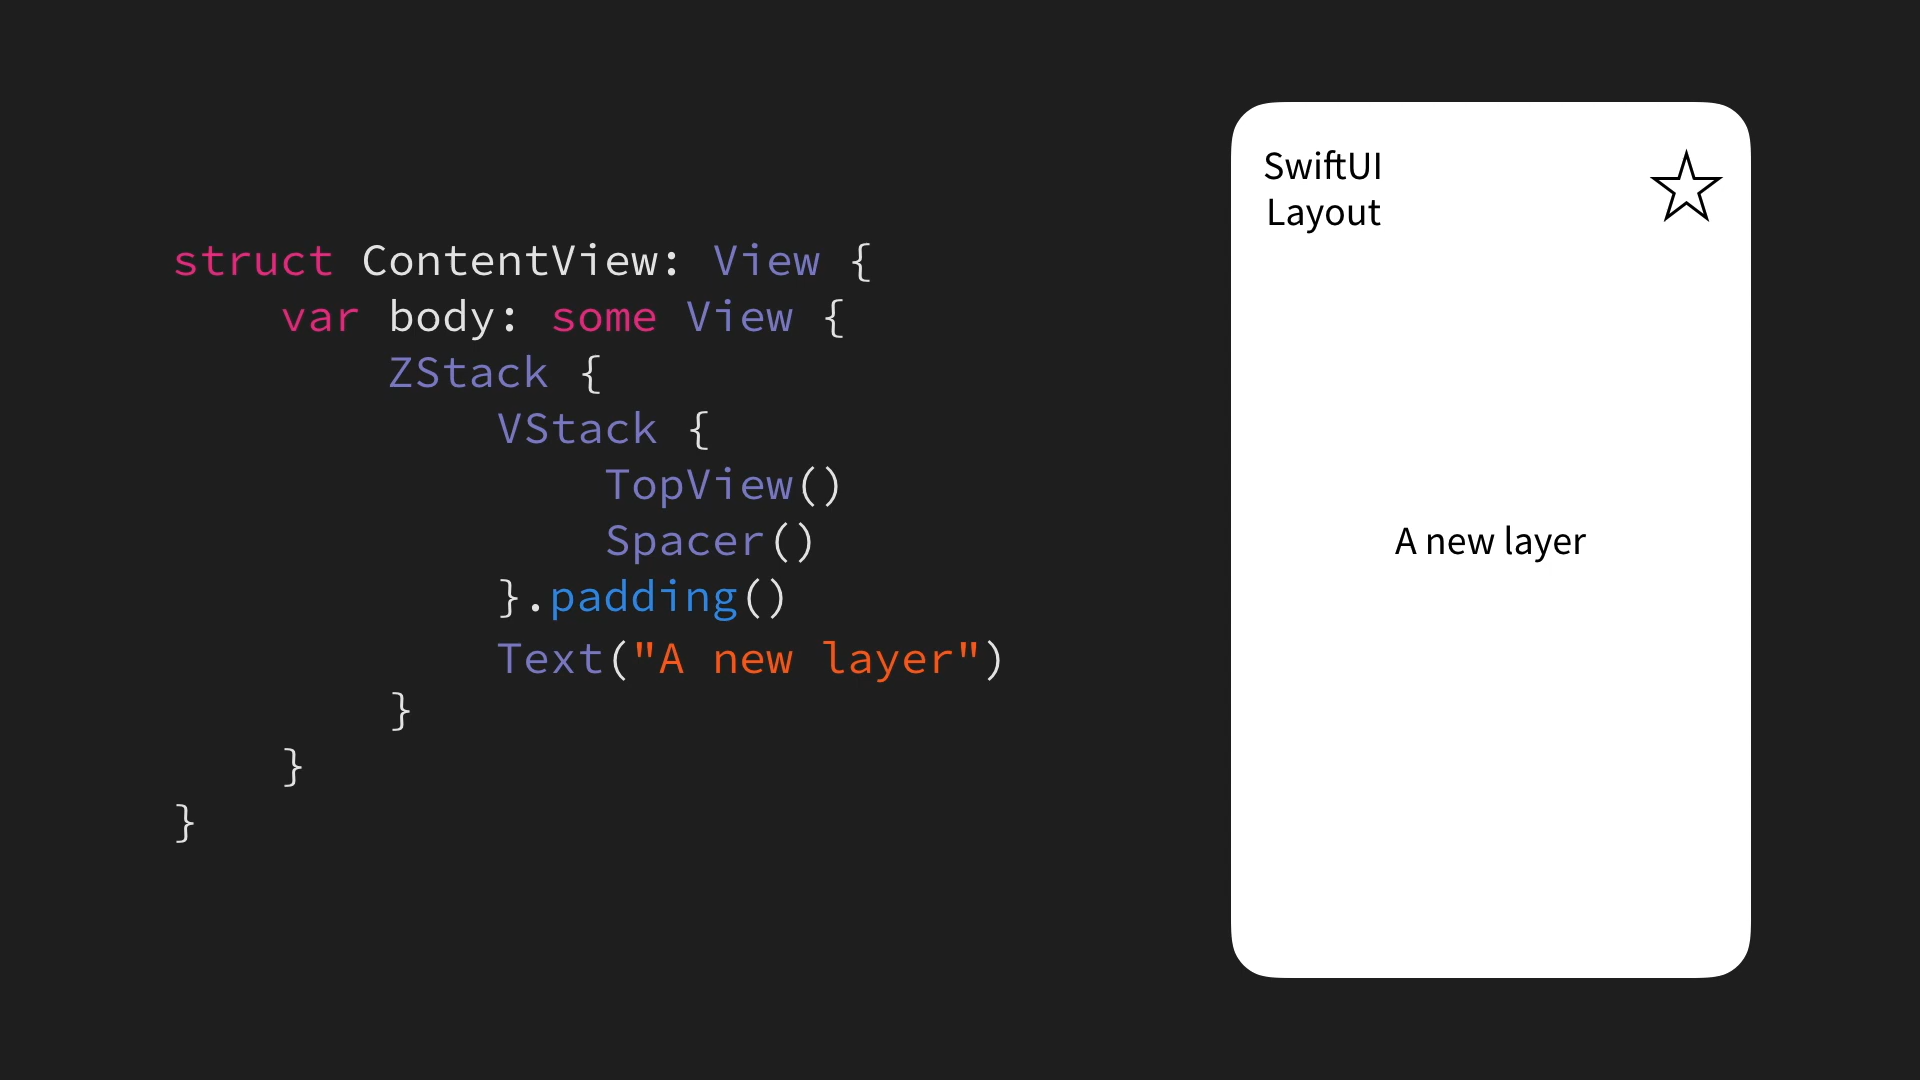 struct ContentView: View {
    var body: some View {
        ZStack {
            VStack {
                TopView()
                Spacer()
            }.padding()
            Text("A new layer")
        }
    }
}
SwiftUI
Layout
A new layer